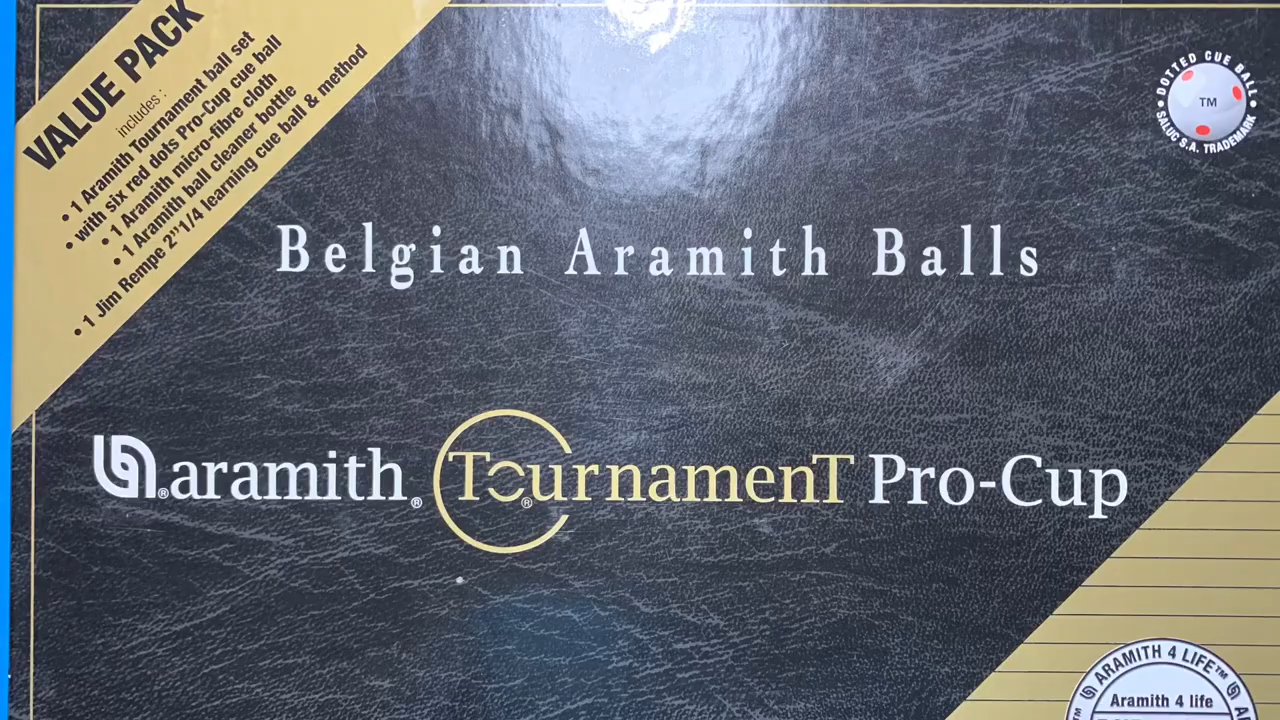 VALUE PACK
includes :
• 1 Aramith Tournament ball set
• with six red dots Pro-Cup cue ball
• 1 Aramith micro-fibre cloth
• 1 Aramith ball cleaner bottle
• 1 Jim Rempe 2"1/4 learning cue ball & method
• DOTTED CUE BALL •
TM
SALUC S.A. TRADEMARK
Belgian Aramith Balls
® aramith® Tournament® Pro-Cup
ARAMITH 4 LIFE™
Aramith 4 life